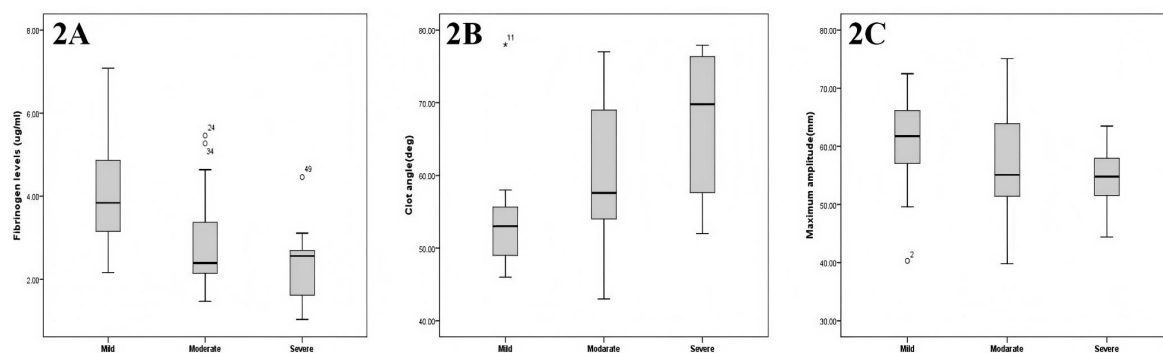 2A
8.00
6.00
4.00
2.00
Fibrinogen levels (ug/ml)
24
34
49
Mild
Moderate
Severe
2B
80.00
70.00
60.00
50.00
40.00
Clot angle(deg)
11
Mild
Modarate
Severe
2C
80.00
70.00
60.00
50.00
40.00
30.00
Maximum amplitude(mm)
2
Mild
Modarate
Severe